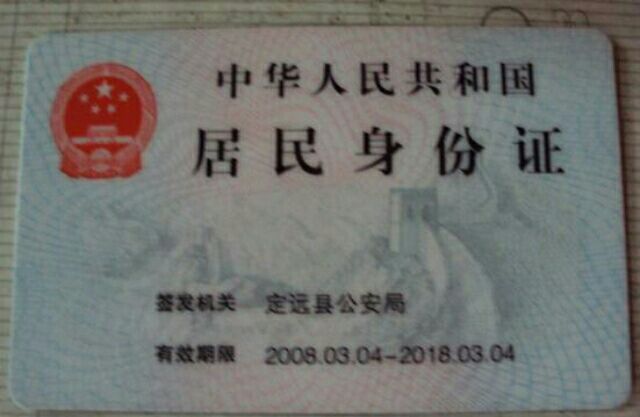 中华人民共和国
居民身份证
签发机关 定远县公安局
有效期限 2008.03.04-2018.03.04